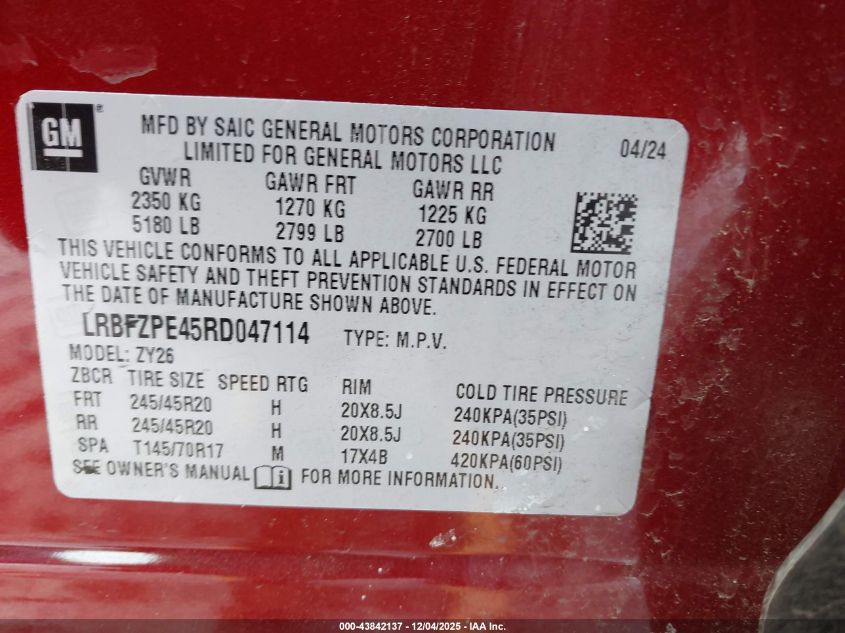 GM ®
MFD BY SAIC GENERAL MOTORS CORPORATION
LIMITED FOR GENERAL MOTORS LLC
04/24
GVWR GAWR FRT GAWR RR
2350 KG 1270 KG 1225 KG
5180 LB 2799 LB 2700 LB
THIS VEHICLE CONFORMS TO ALL APPLICABLE U.S. FEDERAL MOTOR
VEHICLE SAFETY AND THEFT PREVENTION STANDARDS IN EFFECT ON
THE DATE OF MANUFACTURE SHOWN ABOVE.
LRBFZPE45RD047114 TYPE: M.P.V.
MODEL: ZY26
ZBCR TIRE SIZE SPEED RTG RIM COLD TIRE PRESSURE
FRT 245/45R20 H 20X8.5J 240KPA(35PSI)
RR 245/45R20 H 20X8.5J 240KPA(35PSI)
SPA T145/70R17 M 17X4B 420KPA(60PSI)
SEE OWNER'S MANUAL i FOR MORE INFORMATION.
000-43842137 - 12/04/2025 - IAA Inc.